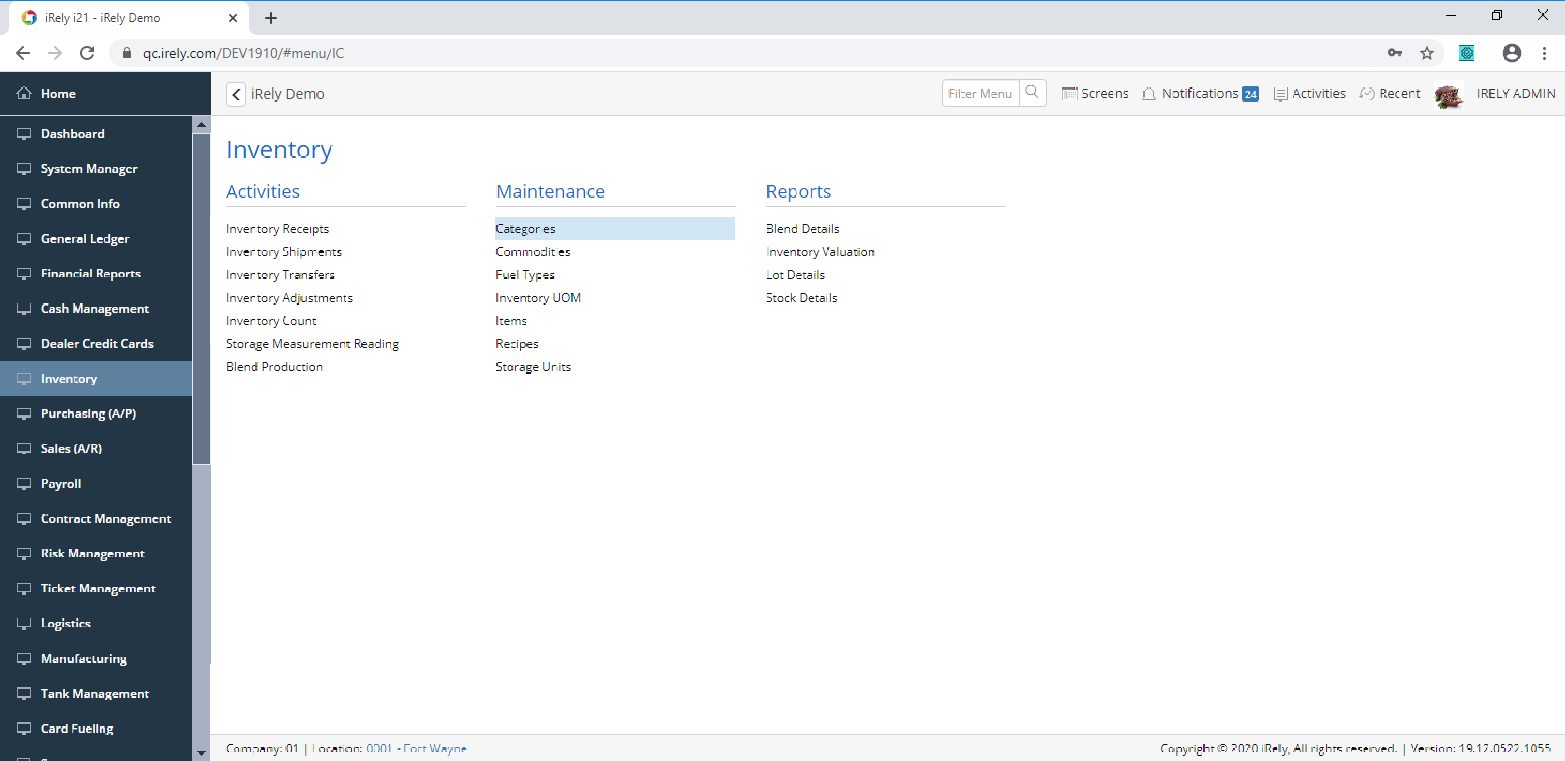 iRely i21 - iRely Demo
qc.irely.com/DEV1910/#menu/IC
Home
iRely Demo
Filter Menu
Screens
Notifications 24
Activities
Recent
IRELY ADMIN
Dashboard
System Manager
Common Info
General Ledger
Financial Reports
Cash Management
Dealer Credit Cards
Inventory
Purchasing (A/P)
Sales (A/R)
Payroll
Contract Management
Risk Management
Ticket Management
Logistics
Manufacturing
Tank Management
Card Fueling
Inventory
Activities
Inventory Receipts
Inventory Shipments
Inventory Transfers
Inventory Adjustments
Inventory Count
Storage Measurement Reading
Blend Production
Maintenance
Categories
Commodities
Fuel Types
Inventory UOM
Items
Recipes
Storage Units
Reports
Blend Details
Inventory Valuation
Lot Details
Stock Details
Company: 01 | Location: 0001 - Fort Wayne
Copyright © 2020 iRely, All rights reserved. | Version: 19.12.0522.1055